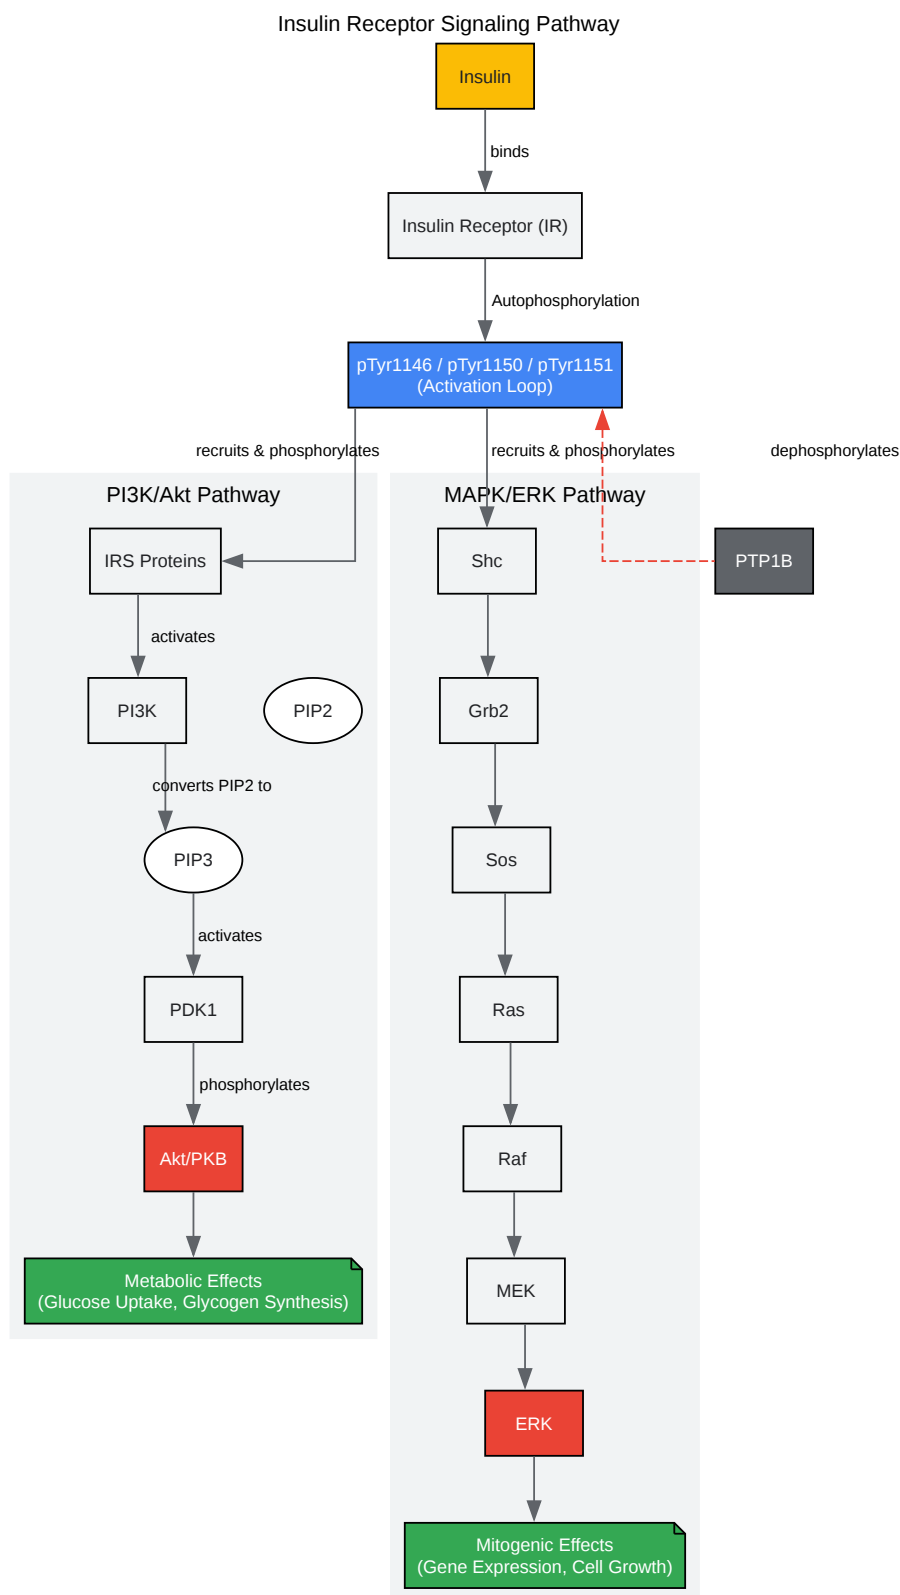 Insulin Receptor Signaling Pathway
Insulin
binds
Insulin Receptor (IR)
Autophosphorylation
pTyr1146 / pTyr1150 / pTyr1151
(Activation Loop)
recruits & phosphorylates
recruits & phosphorylates
dephosphorylates
PI3K/Akt Pathway
MAPK/ERK Pathway
IRS Proteins
Shc
PTP1B
activates
PI3K
PIP2
Grb2
converts PIP2 to
PIP3
Sos
activates
PDK1
Ras
phosphorylates
Akt/PKB
Raf
Metabolic Effects
(Glucose Uptake, Glycogen Synthesis)
MEK
ERK
Mitogenic Effects
(Gene Expression, Cell Growth)